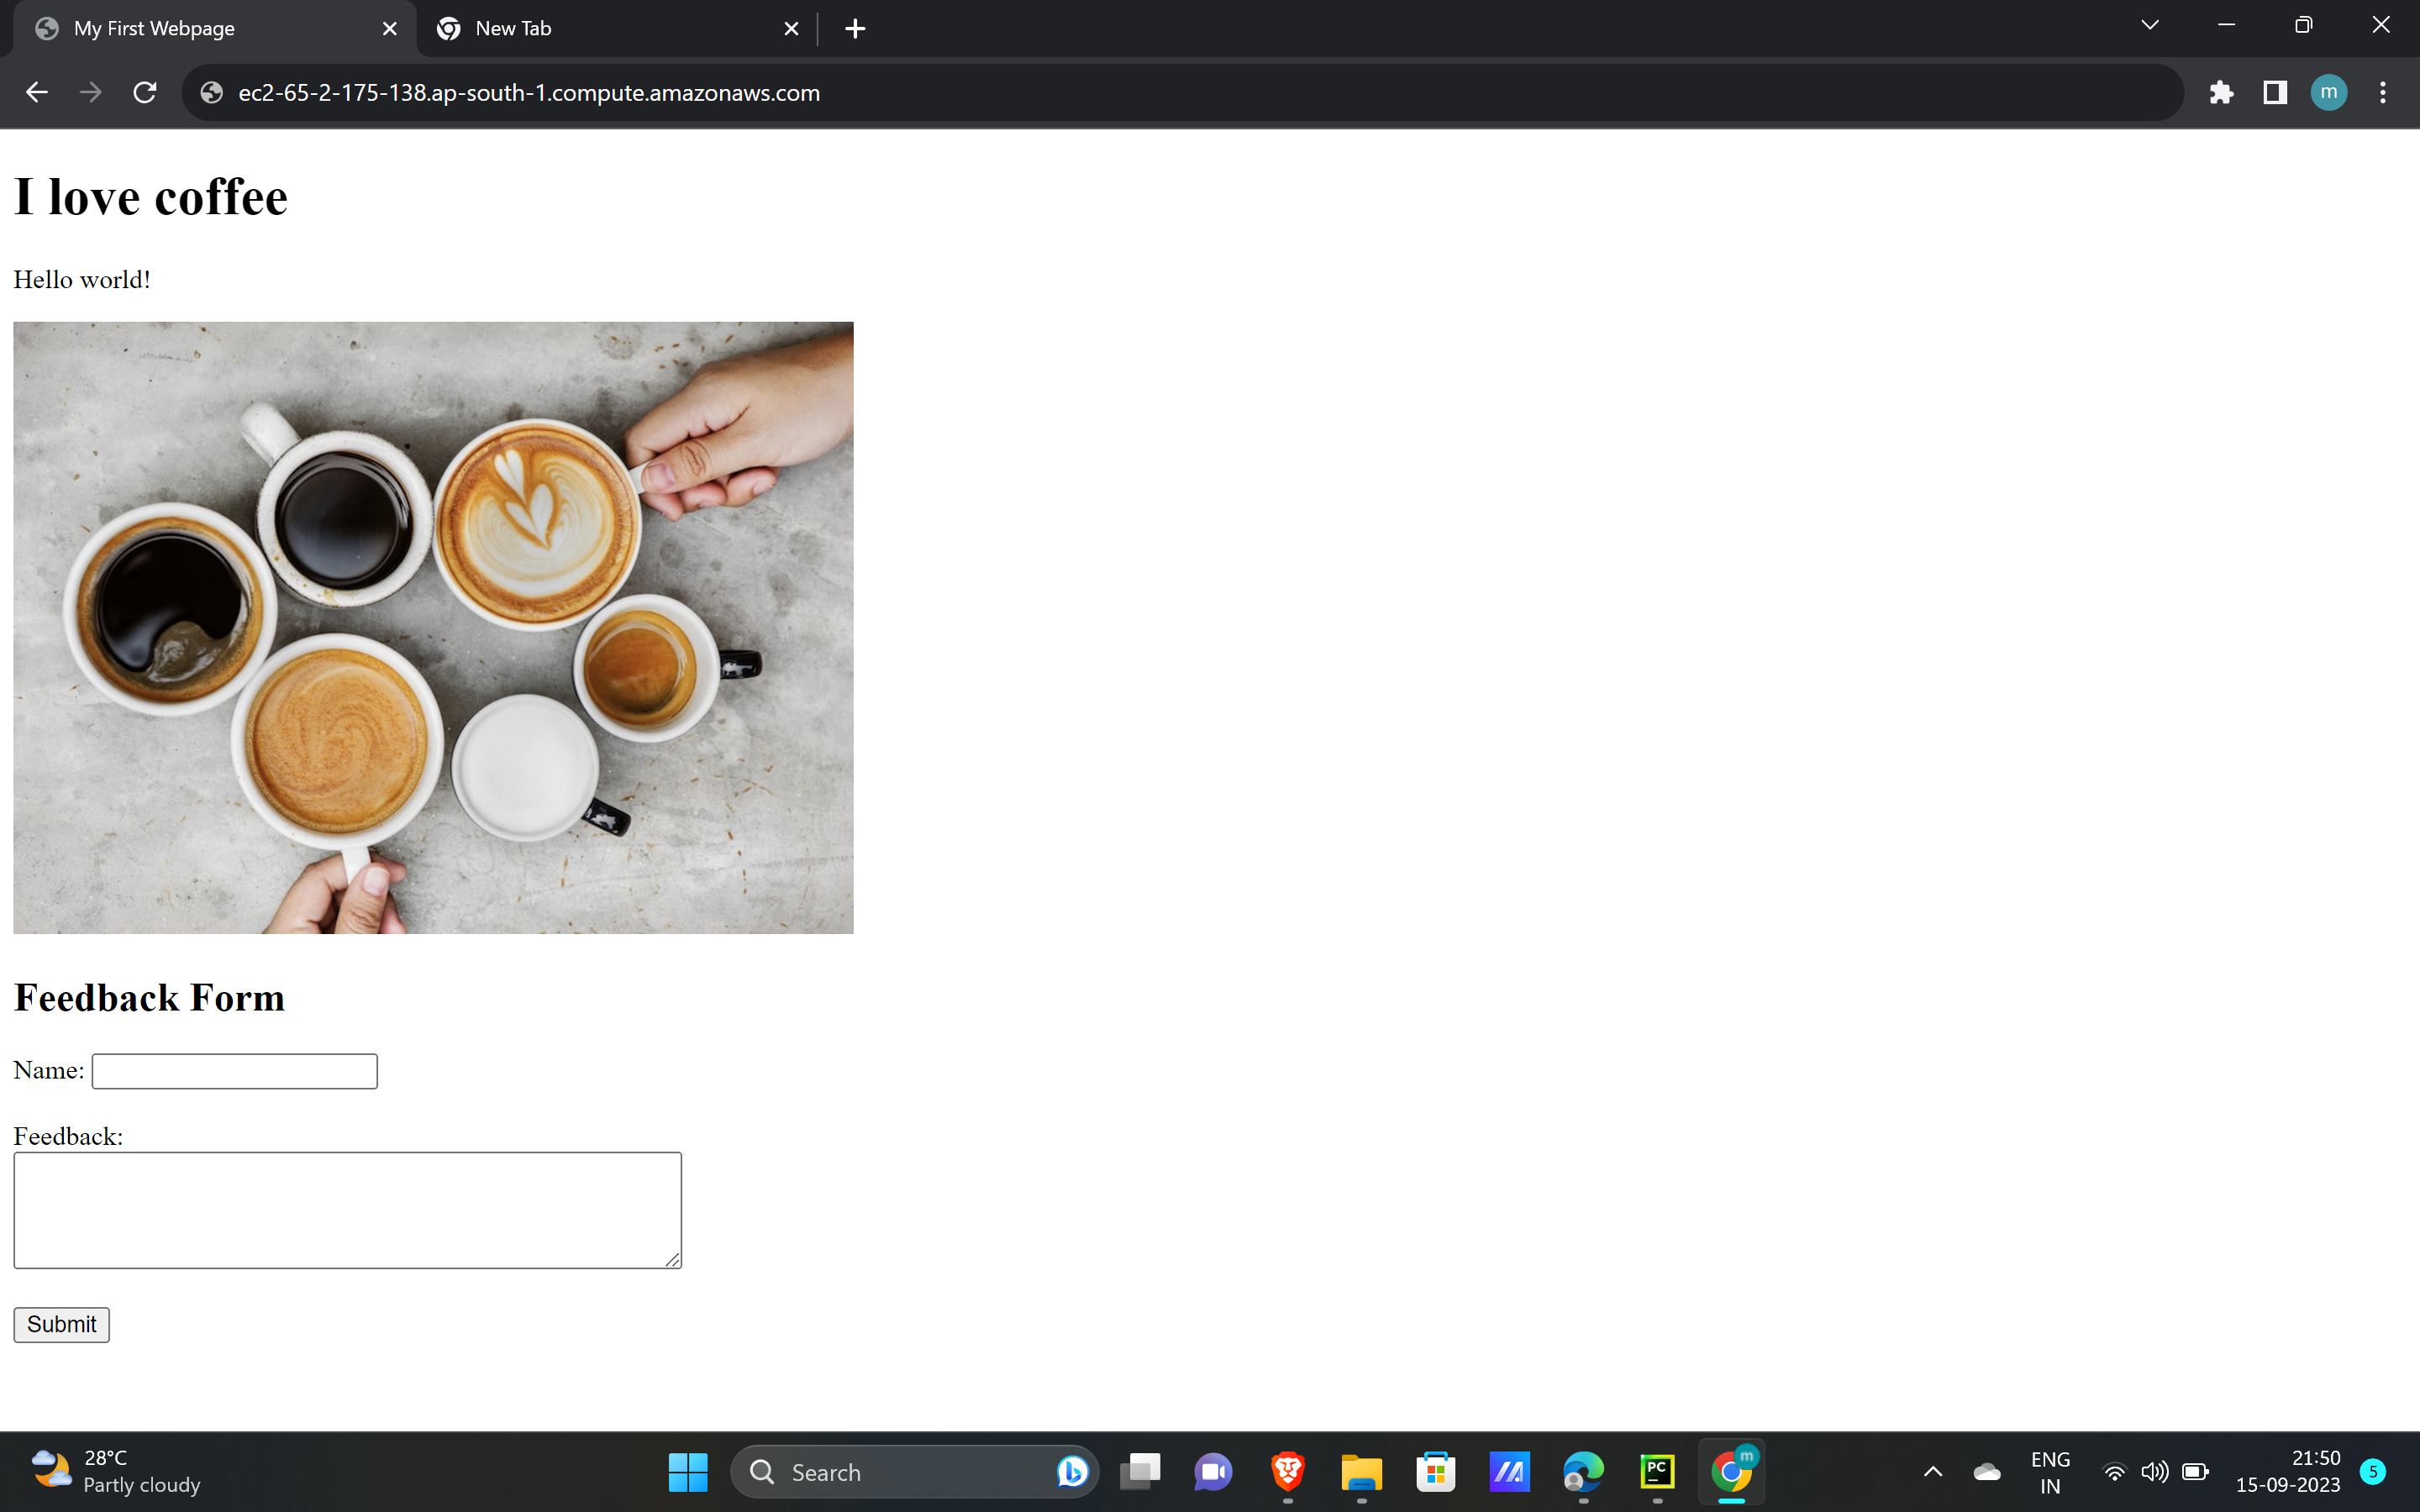 My First Webpage
New Tab
ec2-65-2-175-138.ap-south-1.compute.amazonaws.com
m
I love coffee
Hello world!
Feedback Form
Name:
Feedback:
Submit
28°C
Partly cloudy
Search
PC
m
ENG
IN
21:50
15-09-2023
5